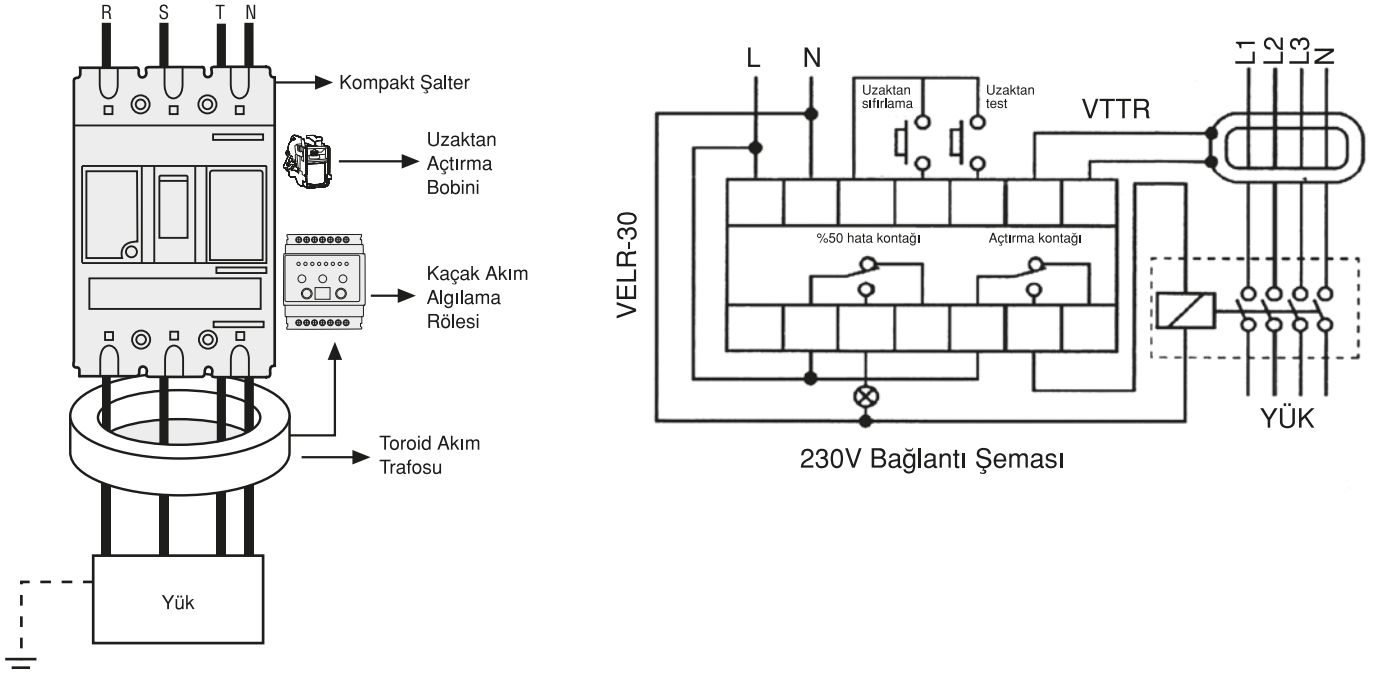 R S T N
Kompakt Şalter
Uzaktan
Açtırma
Bobini
Kaçak Akım
Algılama
Rölesi
Toroid Akım
Trafosu
Yük
L N
Uzaktan
sıfırlama
Uzaktan
test
VTTR
L1 L2 L3 N
VELR-30
%50 hata kontağı
Açtırma kontağı
YÜK
230V Bağlantı Şeması